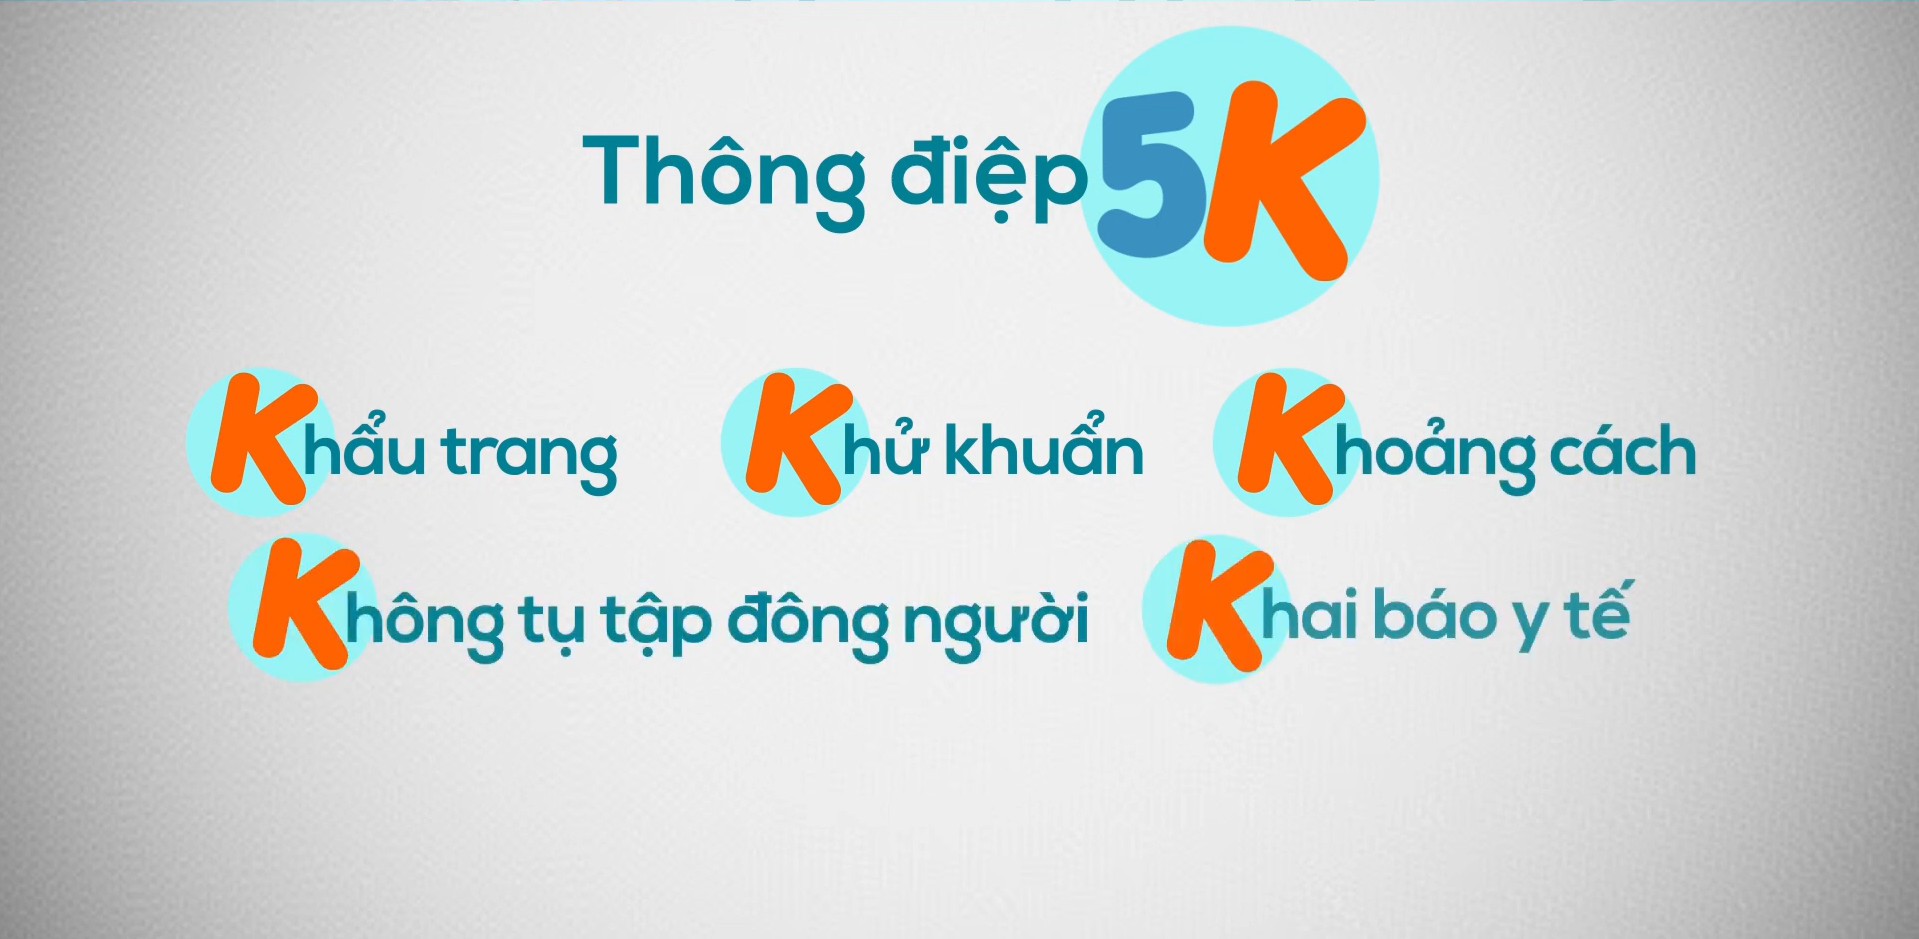 Thông điệp 5K
Khẩu trang Khử khuẩn Khoảng cách
Không tụ tập đông người Khai báo y tế